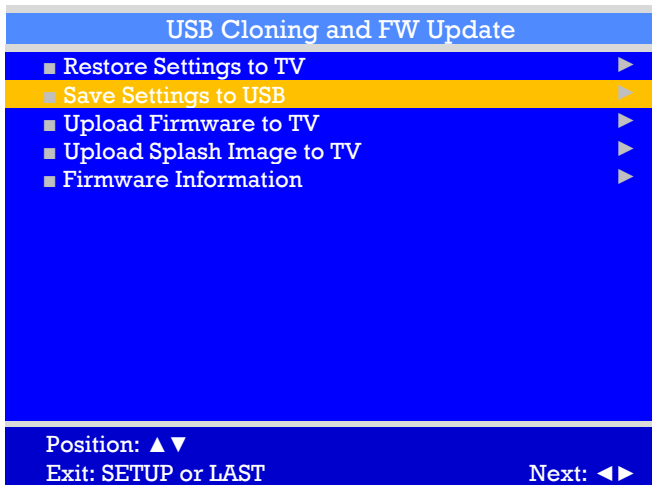 USB Cloning and FW Update
■ Restore Settings to TV ▶
■ Save Settings to USB ▶
■ Upload Firmware to TV ▶
■ Upload Splash Image to TV ▶
■ Firmware Information ▶
Position: ▲▼
Exit: SETUP or LAST Next: ◀▶